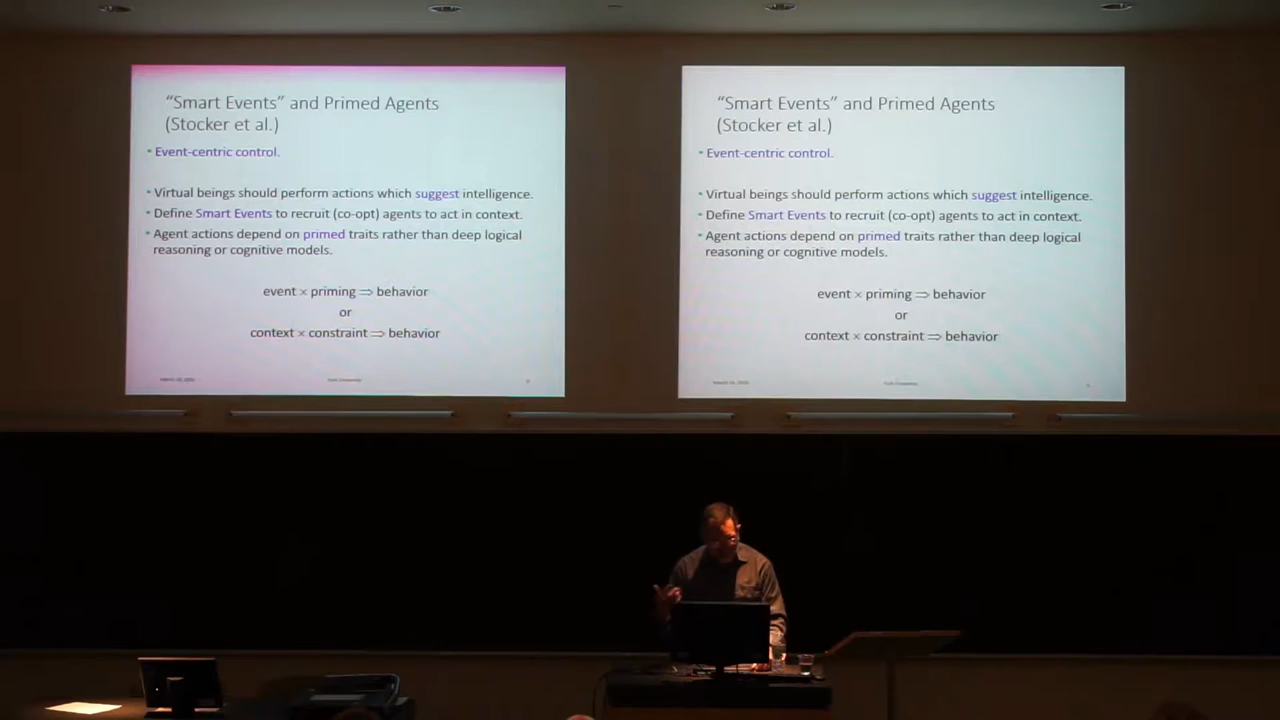 “Smart Events” and Primed Agents
(Stocker et al.)
• Event-centric control.
• Virtual beings should perform actions which suggest intelligence.
• Define Smart Events to recruit (co-opt) agents to act in context.
• Agent actions depend on primed traits rather than deep logical
reasoning or cognitive models.
event × priming ⇒ behavior
or
context × constraint ⇒ behavior
“Smart Events” and Primed Agents
(Stocker et al.)
• Event-centric control.
• Virtual beings should perform actions which suggest intelligence.
• Define Smart Events to recruit (co-opt) agents to act in context.
• Agent actions depend on primed traits rather than deep logical
reasoning or cognitive models.
event × priming ⇒ behavior
or
context × constraint ⇒ behavior